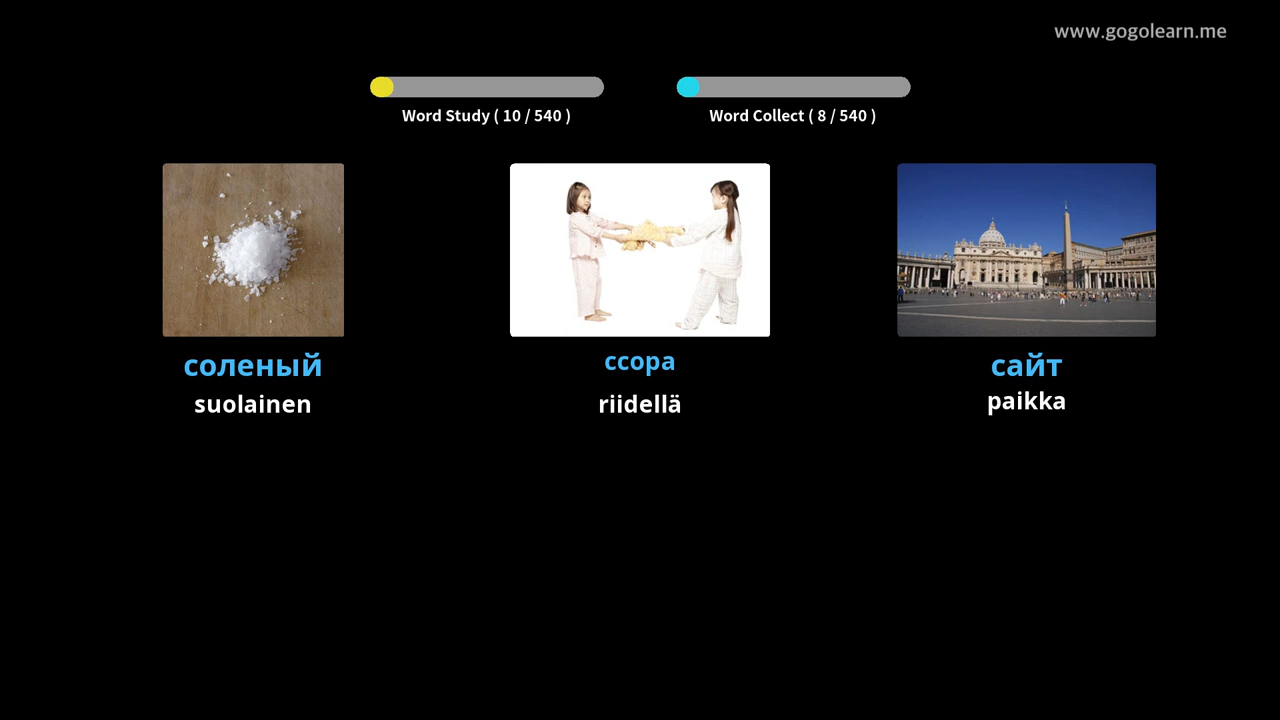 www.gogolearn.me
Word Study ( 10 / 540 )
Word Collect ( 8 / 540 )
соленый
ссора
сайт
suolainen
riidellä
paikka